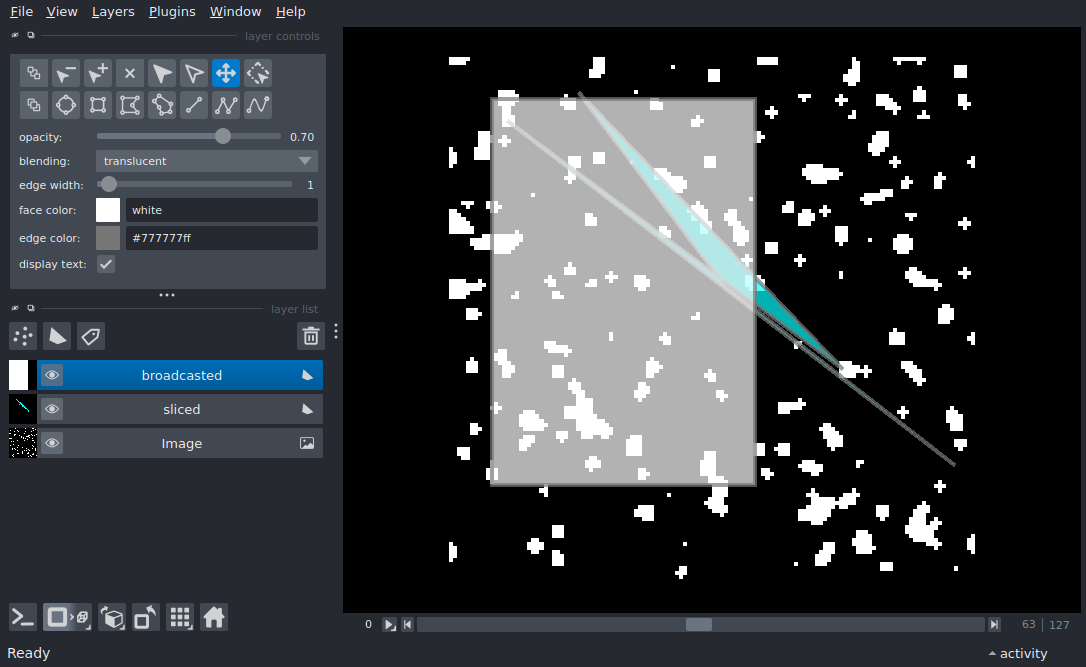 File View Layers Plugins Window Help
layer controls
opacity: 0.70
blending: translucent
edge width: 1
face color: white
edge color: #777777ff
display text:
layer list
broadcasted
sliced
Image
0 63 127
Ready activity